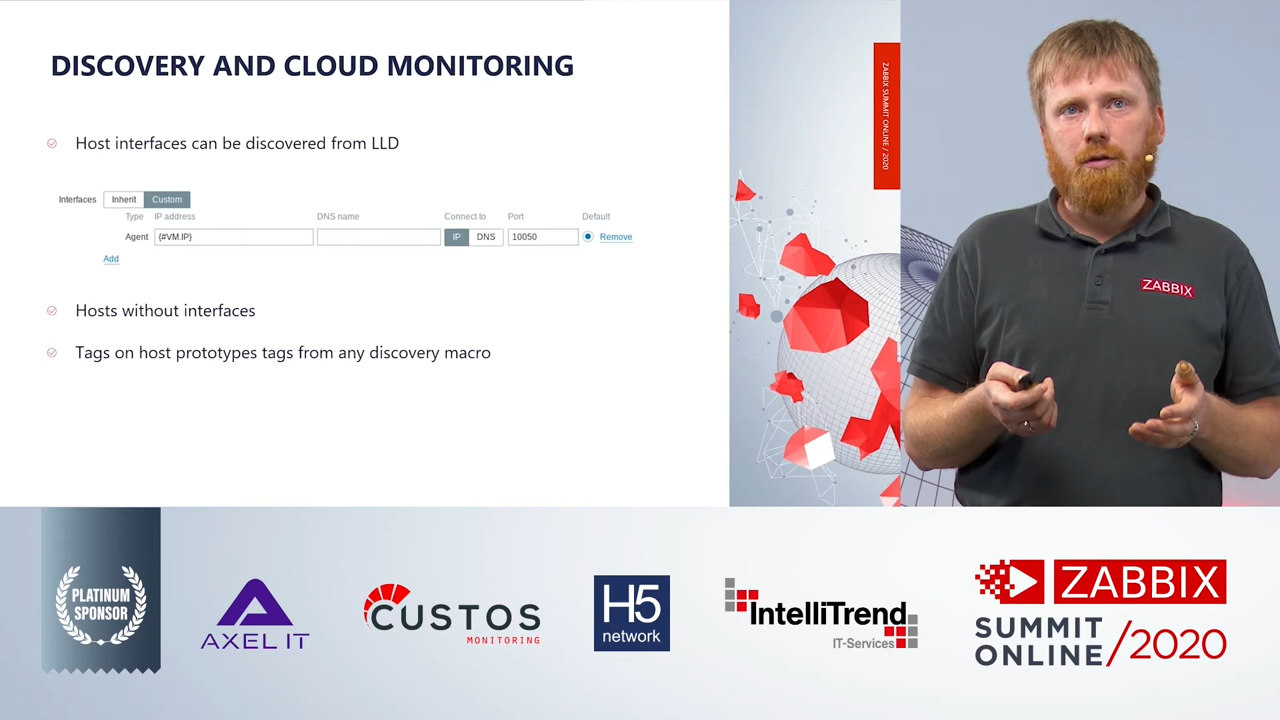 DISCOVERY AND CLOUD MONITORING
Host interfaces can be discovered from LLD
Interfaces Inherit Custom
Type IP address DNS name Connect to Port Default
Agent {#VM.IP} IP DNS 10050 Remove
Add
Hosts without interfaces
Tags on host prototypes tags from any discovery macro
ZABBIX SUMMIT ONLINE / 2020
ZABBIX
PLATINUM
SPONSOR
AXEL IT
CUSTOS
MONITORING
H5
network
IntelliTrend
IT-Services
ZABBIX
SUMMIT
ONLINE/2020